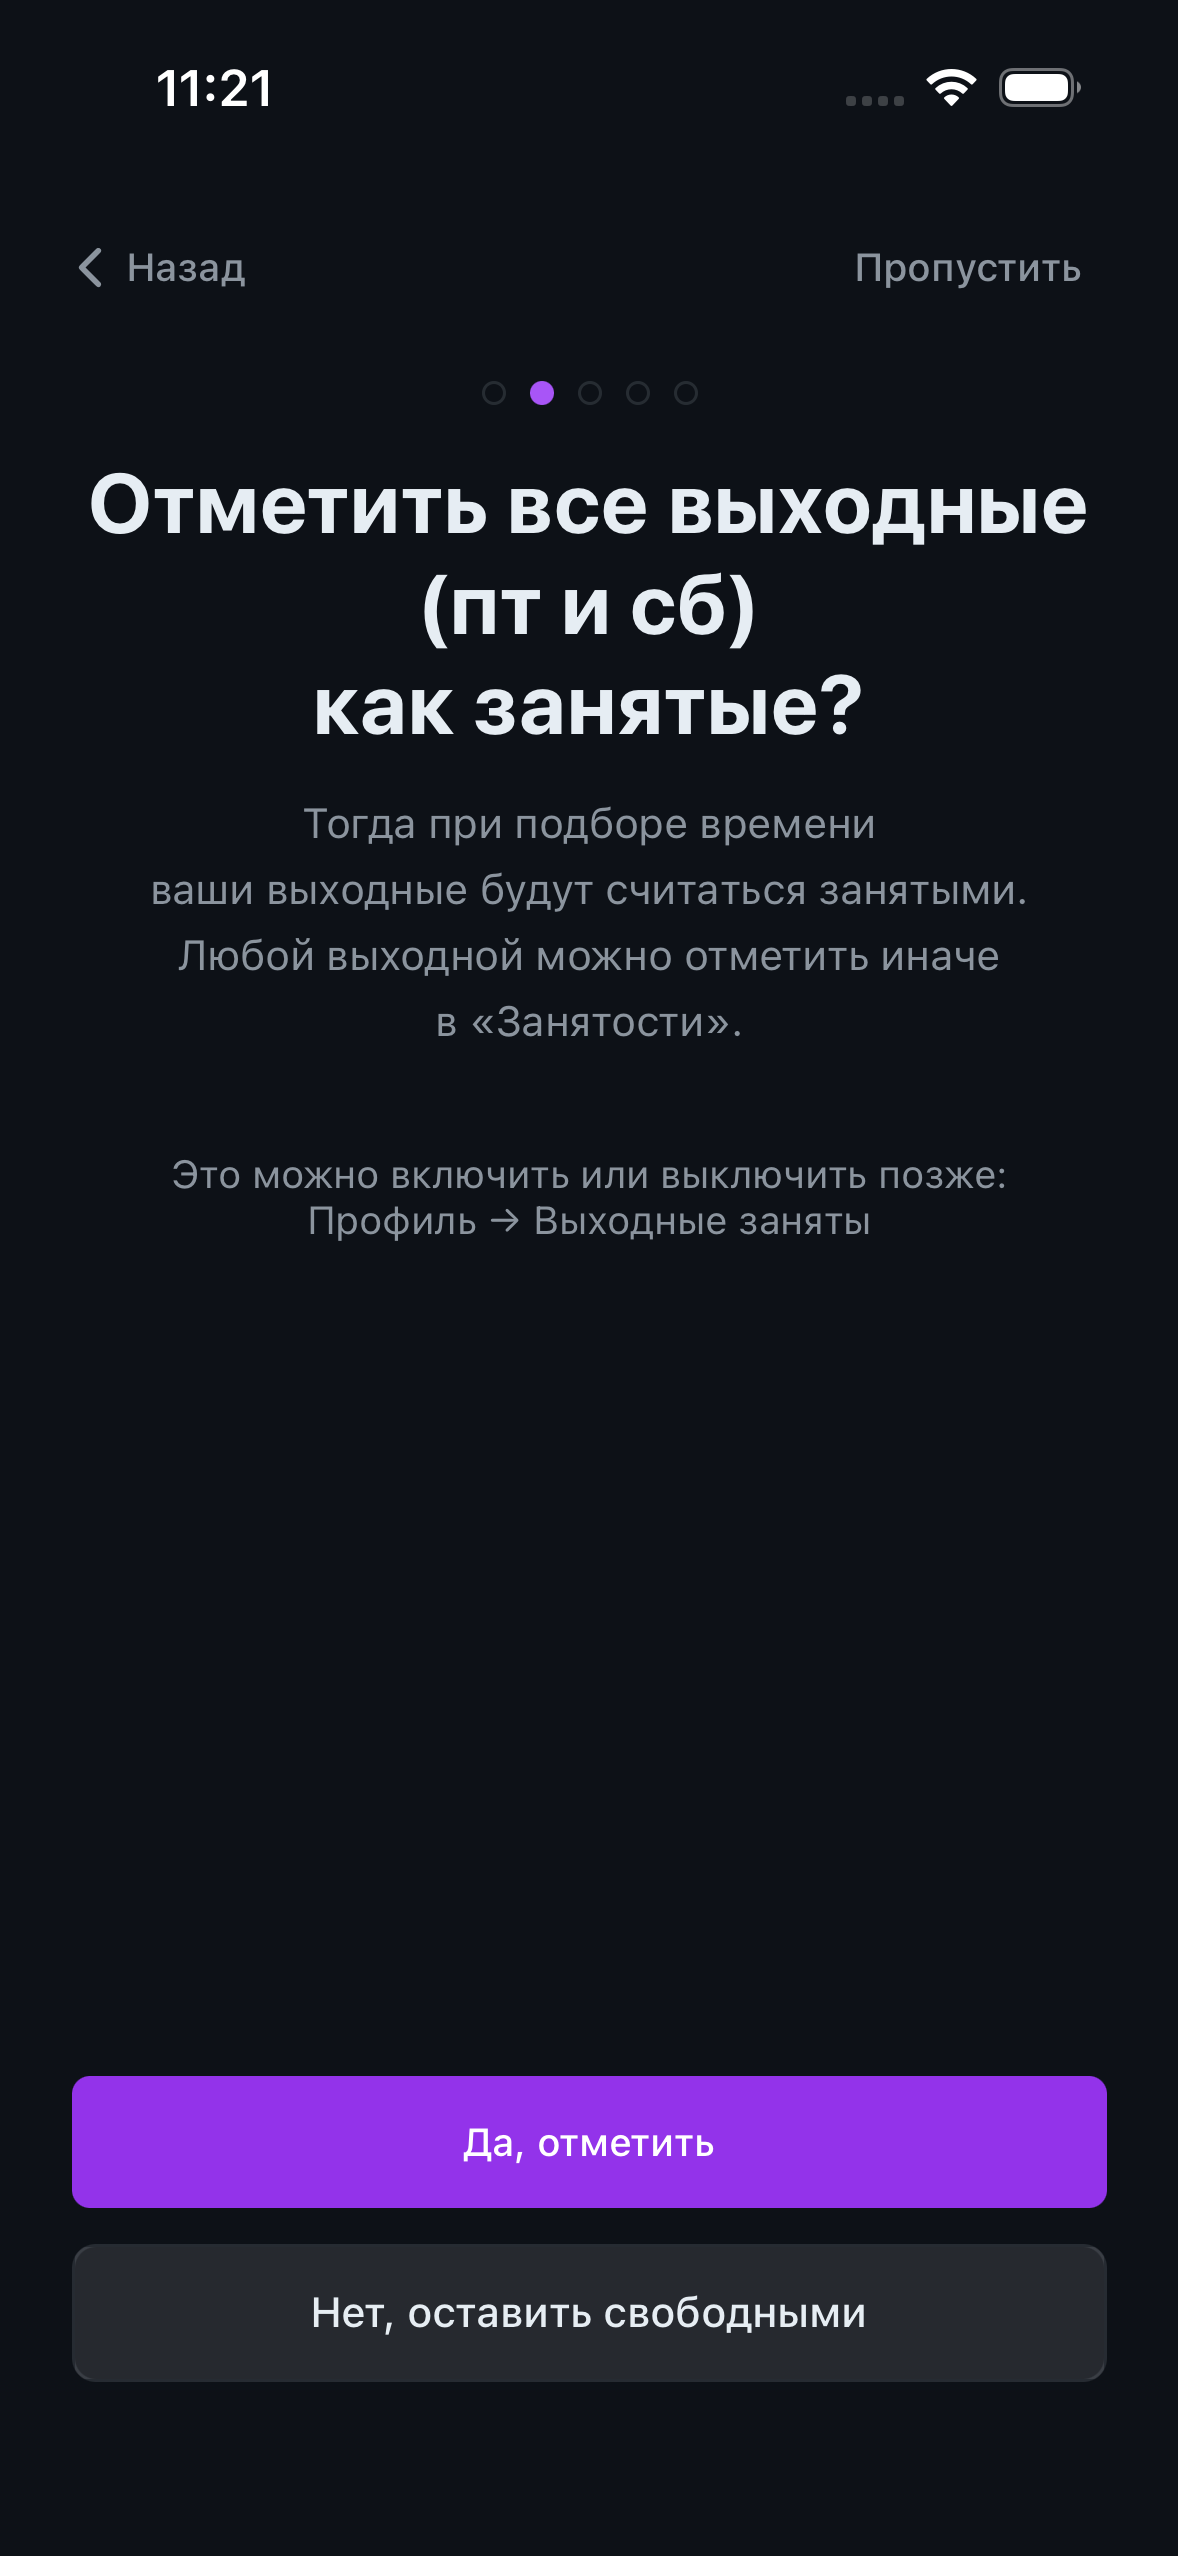 11:21
Назад
Пропустить
Отметить все выходные
(пт и сб)
как занятые?
Тогда при подборе времени
ваши выходные будут считаться занятыми.
Любой выходной можно отметить иначе
в «Занятости».
Это можно включить или выключить позже:
Профиль → Выходные заняты
Да, отметить
Нет, оставить свободными